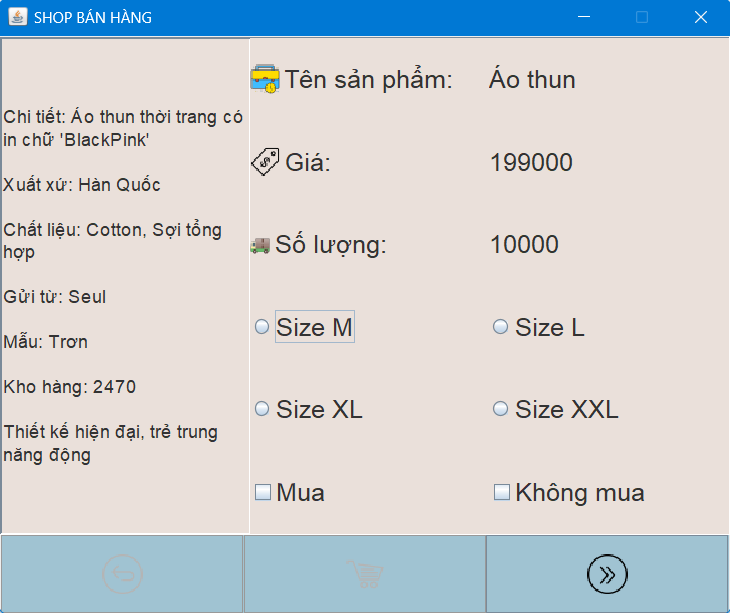 SHOP BÁN HÀNG
Chi tiết: Áo thun thời trang có
in chữ 'BlackPink'
Xuất xứ: Hàn Quốc
Chất liệu: Cotton, Sợi tổng
hợp
Gửi từ: Seul
Mẫu: Trơn
Kho hàng: 2470
Thiết kế hiện đại, trẻ trung
năng động
Tên sản phẩm: Áo thun
Giá: 199000
Số lượng: 10000
Size M Size L
Size XL Size XXL
Mua Không mua